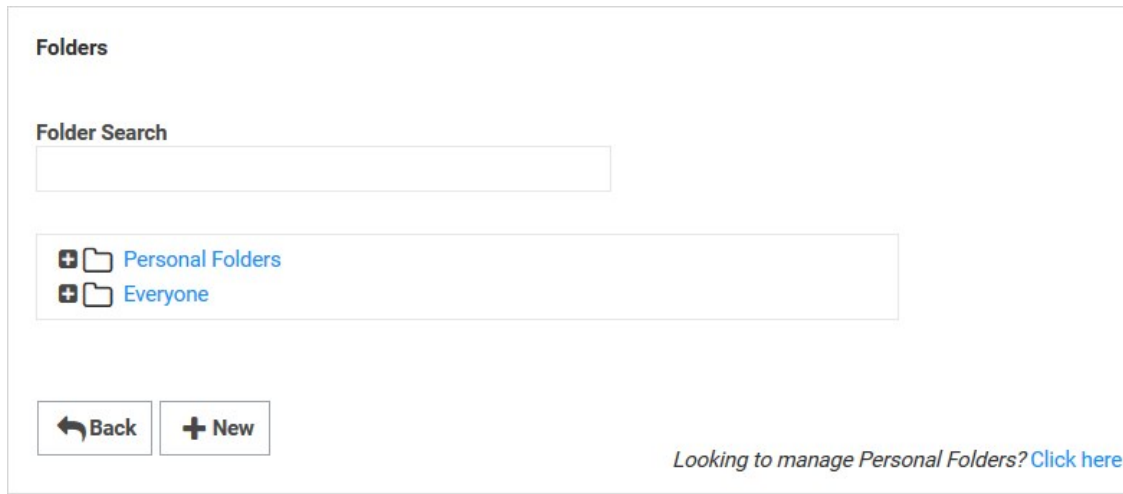 Folders
Folder Search
Personal Folders
Everyone
Back
New
Looking to manage Personal Folders? Click here